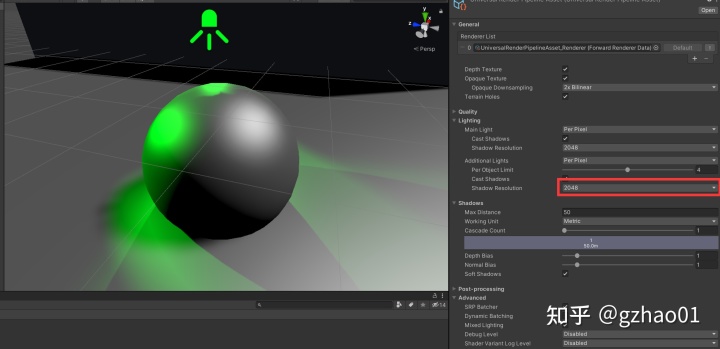 Open
y
x
z
Persp
14
General
Renderer List
0
UniversalRenderPipelineAsset_Renderer (Forward Renderer Data)
Default
+ −
Depth Texture
Opaque Texture
Opaque Downsampling 2x Bilinear
Terrain Holes
Quality
Lighting
Main Light Per Pixel
Cast Shadows
Shadow Resolution 2048
Additional Lights Per Pixel
Per Object Limit 4
Cast Shadows
Shadow Resolution 2048
Shadows
Max Distance 50
Working Unit Metric
Cascade Count 1
1
50.0m
Depth Bias 1
Normal Bias 1
Soft Shadows
Post-processing
Advanced
SRP Batcher
Dynamic Batching
Mixed Lighting
Debug Level Disabled
Shader Variant Log Level Disabled
知乎 @gzhao01